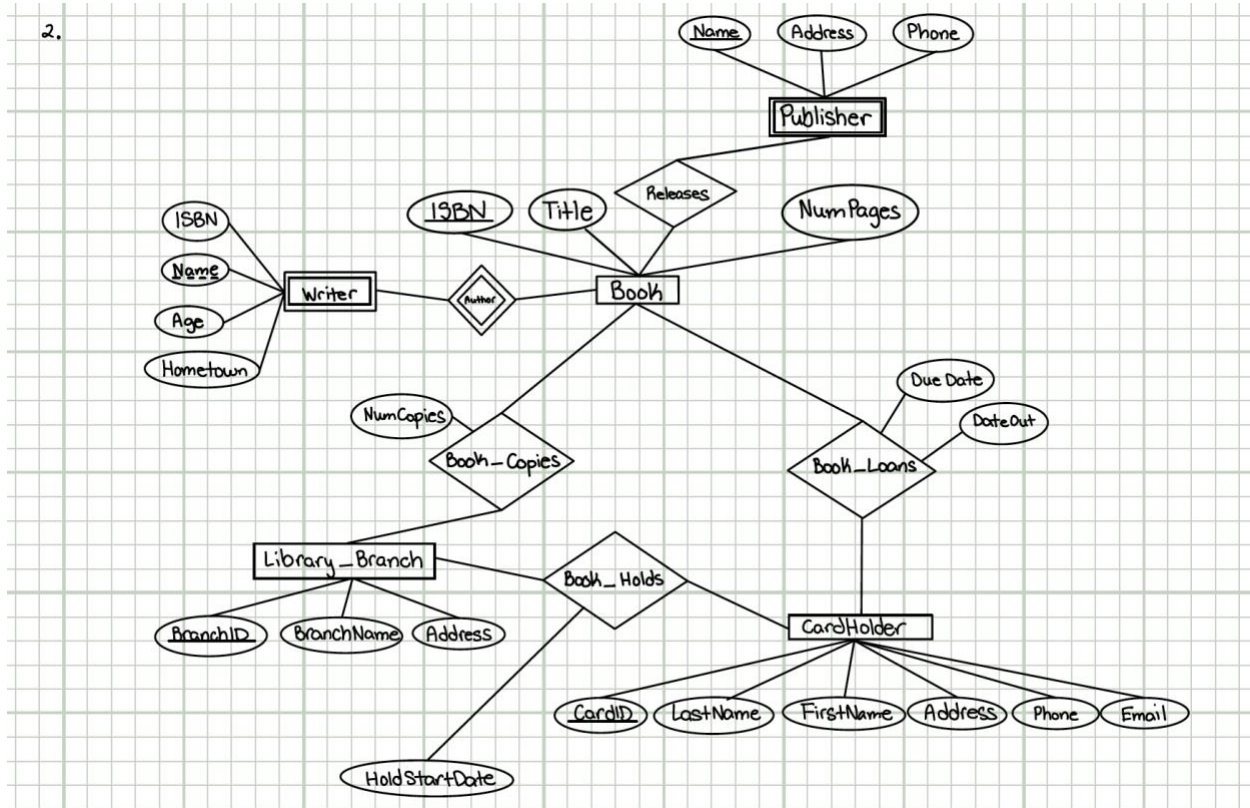 2.
Name
Address
Phone
Publisher
Releases
ISBN
Title
NumPages
ISBN
Name
Age
Hometown
Writer
Author
Book
NumCopies
Book_Copies
Due Date
DateOut
Book_Loans
Library_Branch
BranchID
BranchName
Address
Book_Holds
HoldStartDate
CardHolder
CardID
LastName
FirstName
Address
Phone
Email